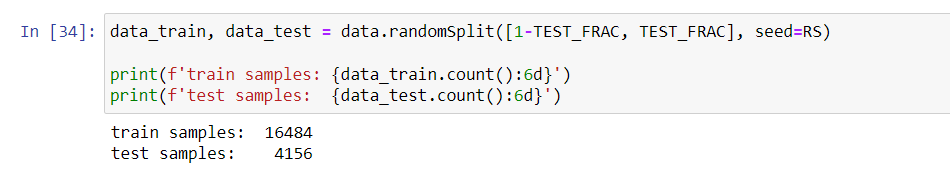 In [34]: data_train, data_test = data.randomSplit([1-TEST_FRAC, TEST_FRAC], seed=RS)
print(f'train samples: {data_train.count():6d}')
print(f'test samples:  {data_test.count():6d}')
train samples:  16484
test samples:    4156